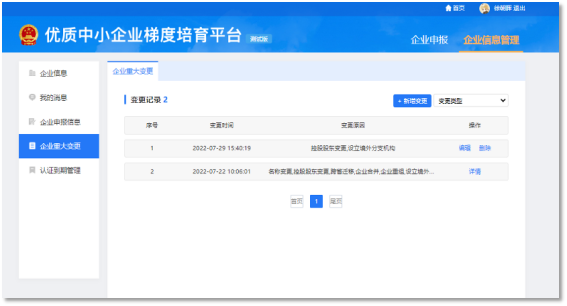 首页 徐朝晖 退出
优质中小企业梯度培育平台 测试版
企业申报 企业信息管理
企业信息
我的消息
企业申报信息
企业重大变更
认证到期管理
企业重大变更
变更记录 2
+ 新增变更 变更类型
序号 变更时间 变更原因 操作
1 2022-07-29 15:40:19 控股股东变更,设立境外分支机构 编辑 删除
2 2022-07-22 10:06:01 名称变更,控股股东变更,跨省迁移,企业合并,企业重组,设立境外... 详情
首页 1 尾页